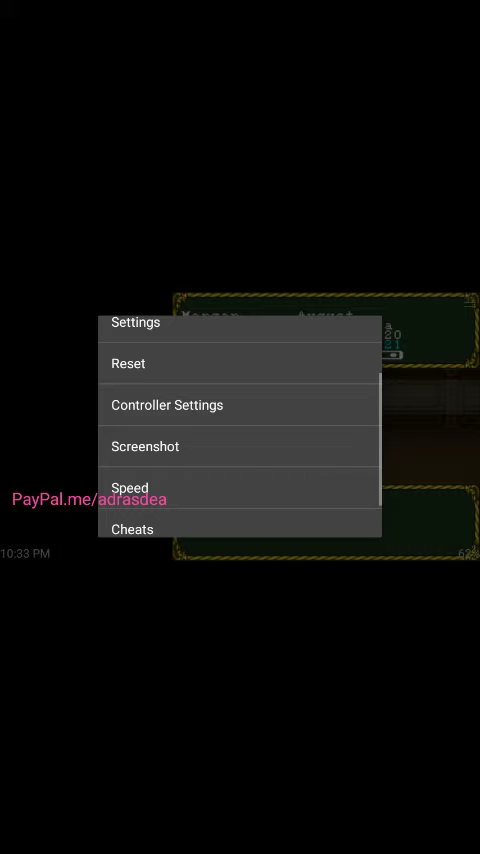 Settings
Reset
Controller Settings
Screenshot
Speed
PayPal.me/adrasdea
Cheats
10:33 PM